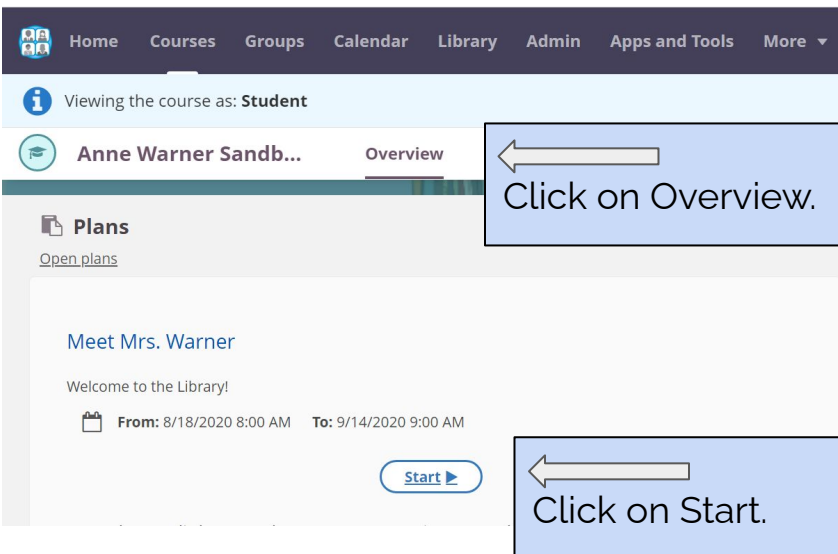 Home Courses Groups Calendar Library Admin Apps and Tools More
Viewing the course as: Student
Anne Warner Sandb... Overview
Click on Overview.
Plans
Open plans
Meet Mrs. Warner
Welcome to the Library!
From: 8/18/2020 8:00 AM To: 9/14/2020 9:00 AM
Start
Click on Start.